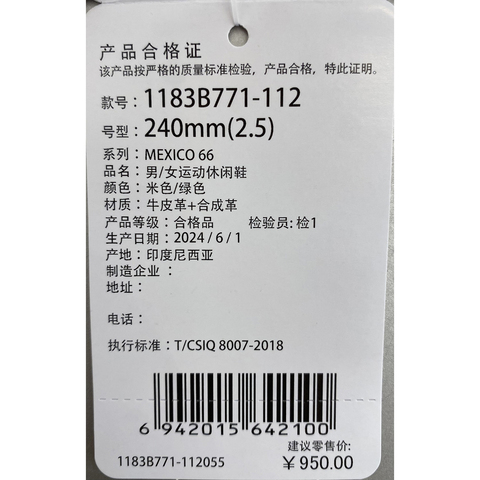 产品合格证
该产品按严格的质量标准检验，产品合格，特此证明。
款号：1183B771-112
号型：240mm(2.5)
系列：MEXICO 66
品名：男/女运动休闲鞋
颜色：米色/绿色
材质：牛皮革+合成革
产品等级：合格品 检验员：检1
生产日期：2024 / 6 / 1
产地：印度尼西亚
制造企业：
地址：
电话：
执行标准：T/CSIQ 8007-2018
6 942015 642100
建议零售价:
1183B771-112055
¥ 950.00